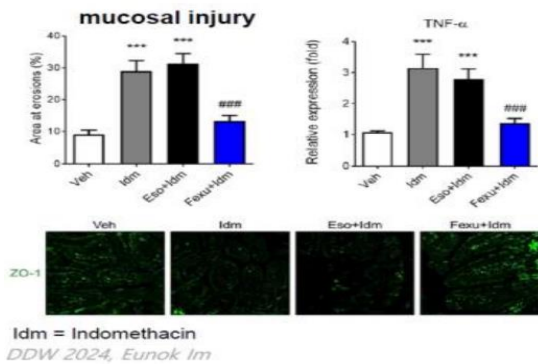 mucosal injury
Area at erosions (%)
40
30
20
10
0
***
***
###
Veh
Idm
Eso+Idm
Fexu+Idm
TNF-α
Relative expression (fold)
4
3
2
1
0
***
***
###
Veh
Idm
Eso+Idm
Fexu+Idm
Veh Idm Eso+Idm Fexu+Idm
ZO-1
Idm = Indomethacin
DDW 2024, Eunok Im